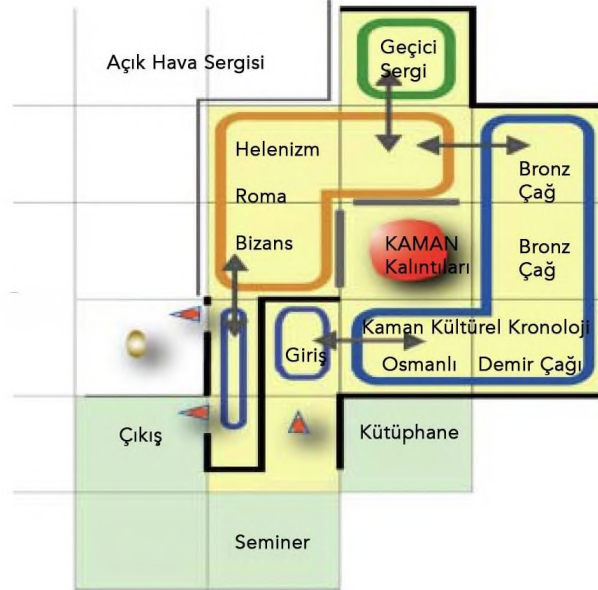 Geçici
Sergi
Açık Hava Sergisi
Helenizm
Roma
Bizans
Bronz
Çağ
Bronz
Çağ
KAMAN
Kalıntıları
Kaman Kültürel Kronoloji
Osmanlı Demir Çağı
Giriş
Çıkış
Kütüphane
Seminer